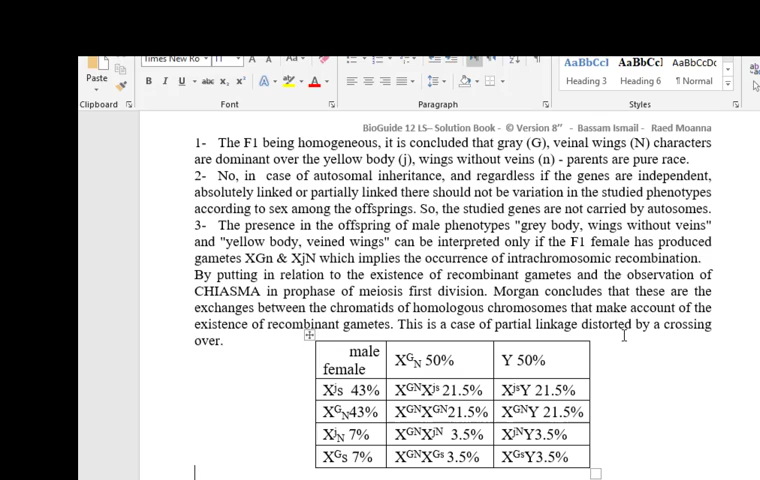 Times New Ro 11
Paste
B I U abc x₂ x²
Clipboard Font Paragraph Styles
AaBbCcI AaBbCc] AaBbCcDc
Heading 3 Heading 6 ¶ Normal
BioGuide 12 LS– Solution Book - © Version 8" - Bassam Ismail - Raed Moanna
1- The F1 being homogeneous, it is concluded that gray (G), veinal wings (N) characters
are dominant over the yellow body (j), wings without veins (n) - parents are pure race.
2- No, in case of autosomal inheritance, and regardless if the genes are independent,
absolutely linked or partially linked there should not be variation in the studied phenotypes
according to sex among the offsprings. So, the studied genes are not carried by autosomes.
3- The presence in the offspring of male phenotypes "grey body, wings without veins"
and "yellow body, veined wings" can be interpreted only if the F1 female has produced
gametes XGn & XjN which implies the occurrence of intrachromosomic recombination.
By putting in relation to the existence of recombinant gametes and the observation of
CHIASMA in prophase of meiosis first division. Morgan concludes that these are the
exchanges between the chromatids of homologous chromosomes that make account of the
existence of recombinant gametes. This is a case of partial linkage distorted by a crossing
over.
male
female XᴳN 50% Y 50%
Xʲs 43% XᴳᴺXʲˢ 21.5% XʲˢY 21.5%
XᴳN43% XᴳᴺXᴳᴺ21.5% XᴳᴺY 21.5%
XʲN 7% XᴳᴺXʲᴺ 3.5% XʲᴺY3.5%
Xᴳs 7% XᴳᴺXᴳˢ 3.5% XᴳˢY3.5%